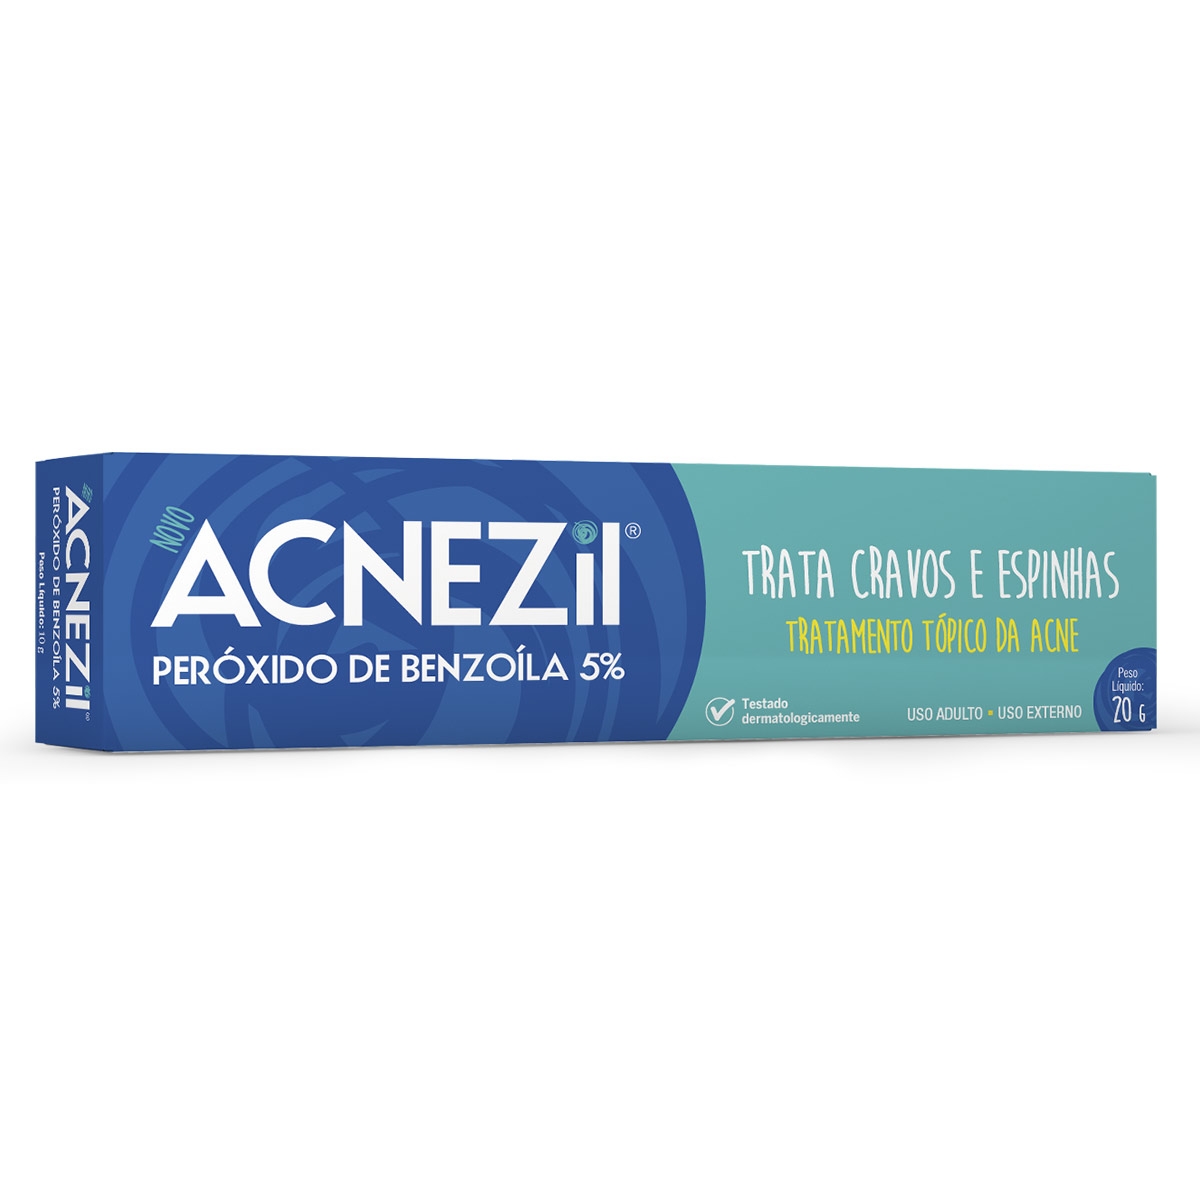 NOVO
ACNEZil®
PERÓXIDO DE BENZOÍLA 5%
TRATA CRAVOS E ESPINHAS
TRATAMENTO TÓPICO DA ACNE
Testado
dermatologicamente
USO ADULTO • USO EXTERNO
Peso
Líquido:
20 G
ACNEZil®
PERÓXIDO DE BENZOÍLA 5%
Peso Líquido: 10 g